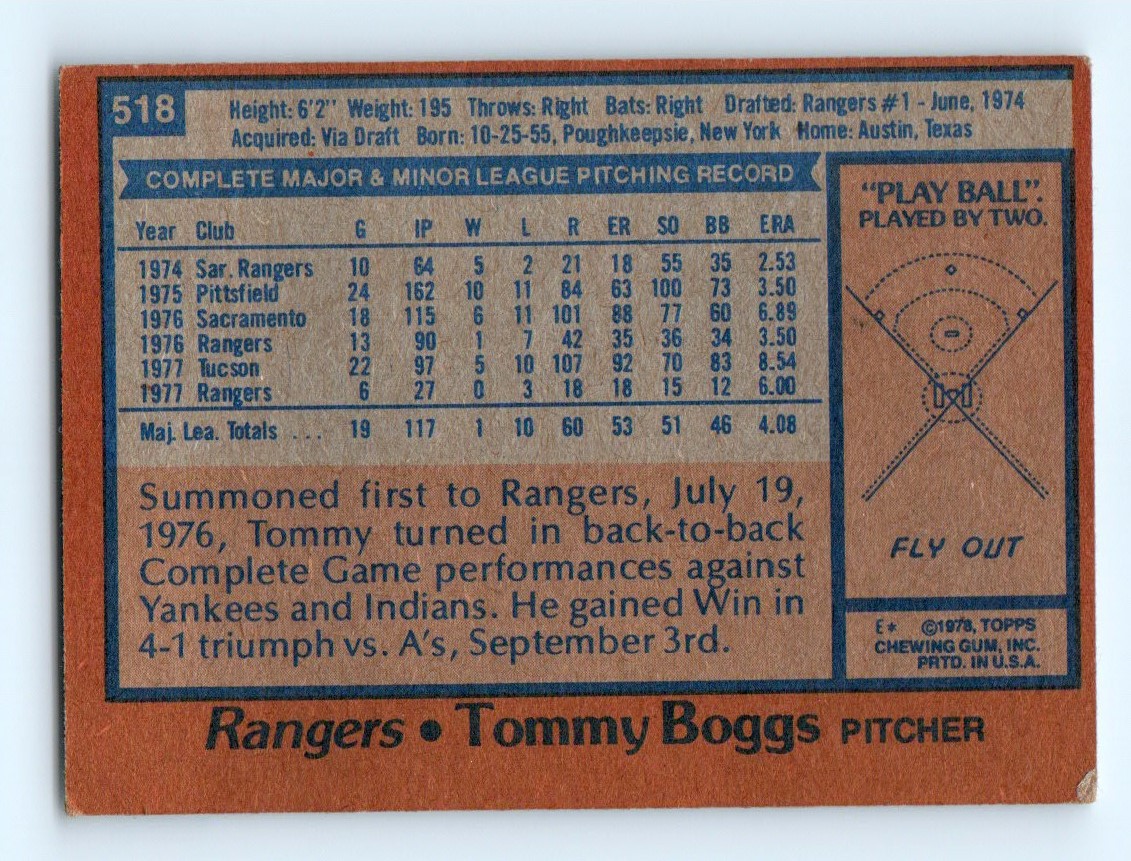 518
Height: 6'2" Weight: 195 Throws: Right Bats: Right Drafted: Rangers #1 - June, 1974
Acquired: Via Draft Born: 10-25-55, Poughkeepsie, New York Home: Austin, Texas
COMPLETE MAJOR & MINOR LEAGUE PITCHING RECORD
Year Club G IP W L R ER SO BB ERA
1974 Sar. Rangers 10 64 5 2 21 18 55 35 2.53
1975 Pittsfield 24 162 10 11 84 63 100 73 3.50
1976 Sacramento 18 115 6 11 101 88 77 60 6.89
1976 Rangers 13 90 1 7 42 35 36 34 3.50
1977 Tucson 22 97 5 10 107 92 70 83 8.54
1977 Rangers 6 27 0 3 18 18 15 12 6.00
Maj. Lea. Totals ... 19 117 1 10 60 53 51 46 4.08
Summoned first to Rangers, July 19,
1976, Tommy turned in back-to-back
Complete Game performances against
Yankees and Indians. He gained Win in
4-1 triumph vs. A's, September 3rd.
"PLAY BALL".
PLAYED BY TWO.
FLY OUT
E* ©1978, TOPPS
CHEWING GUM, INC.
PRTD. IN U.S.A.
Rangers • Tommy Boggs PITCHER